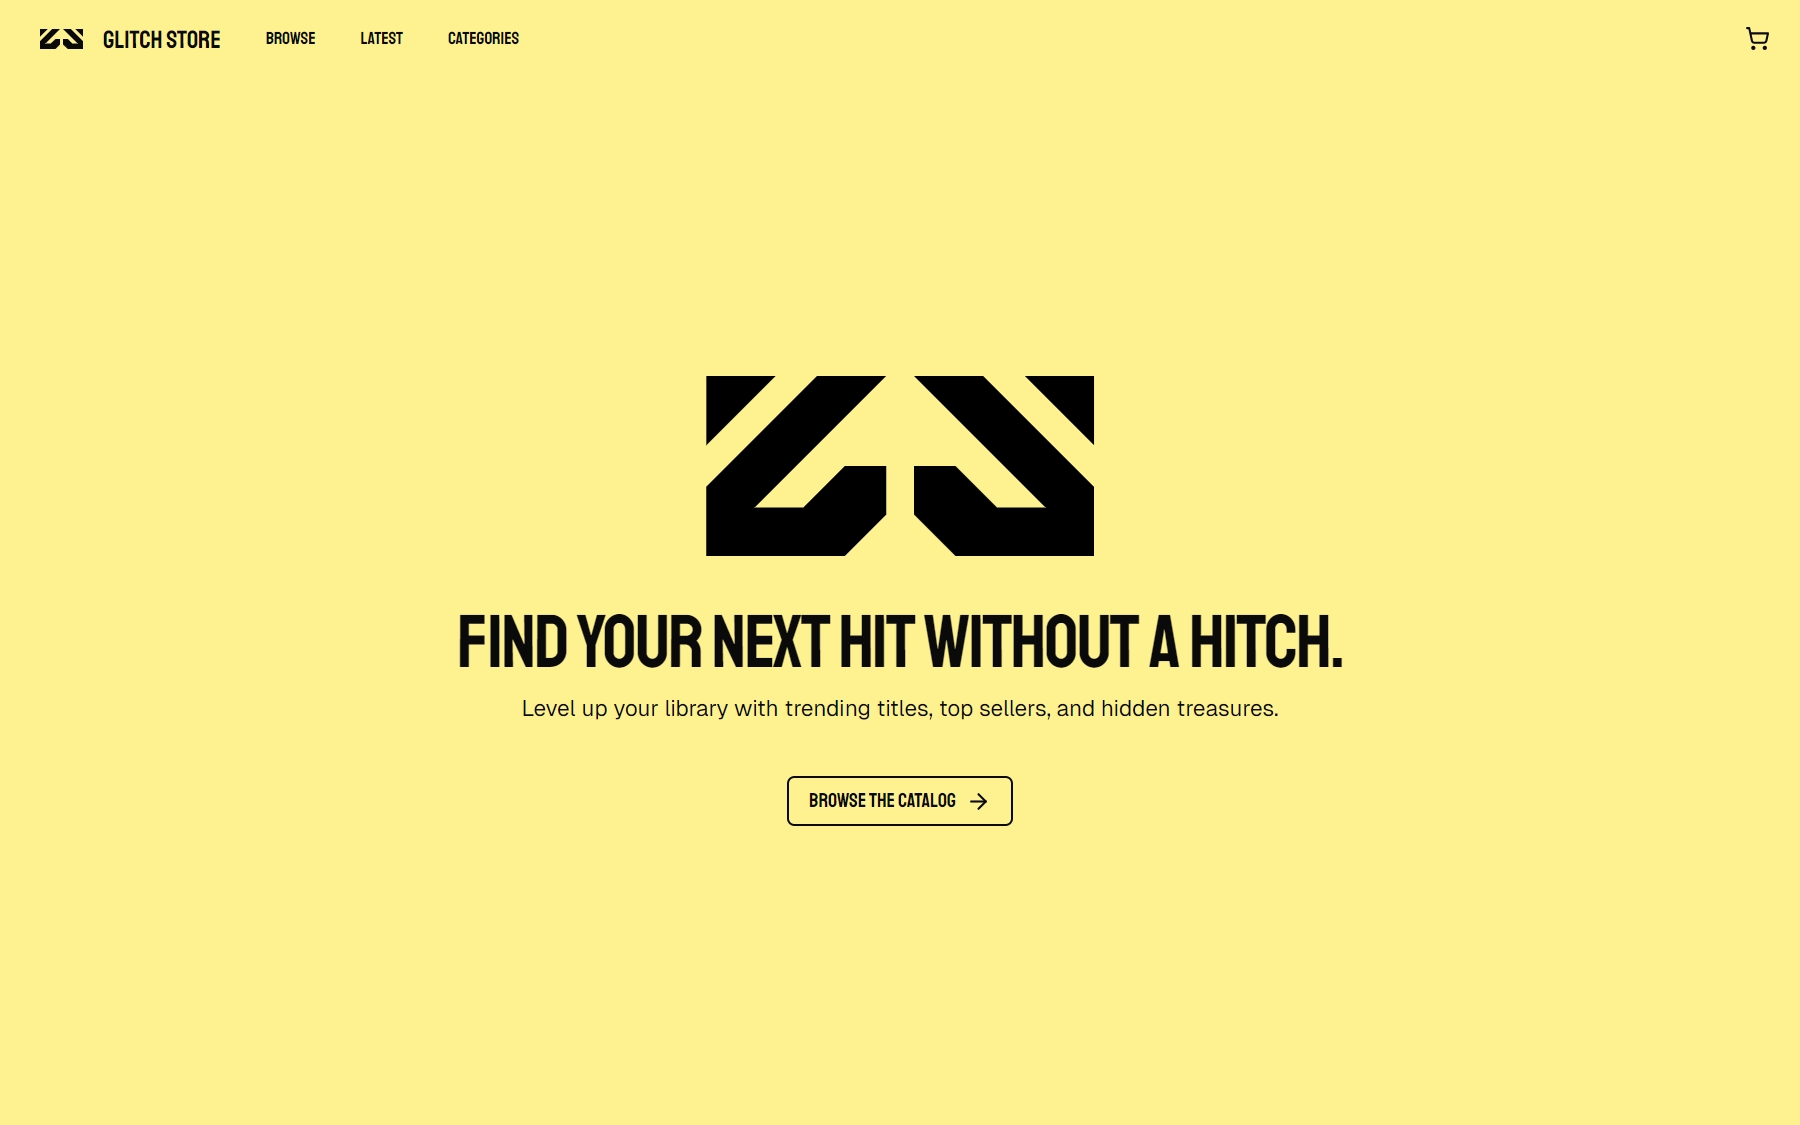 GLITCH STORE
BROWSE
LATEST
CATEGORIES
FIND YOUR NEXT HIT WITHOUT A HITCH.
Level up your library with trending titles, top sellers, and hidden treasures.
BROWSE THE CATALOG